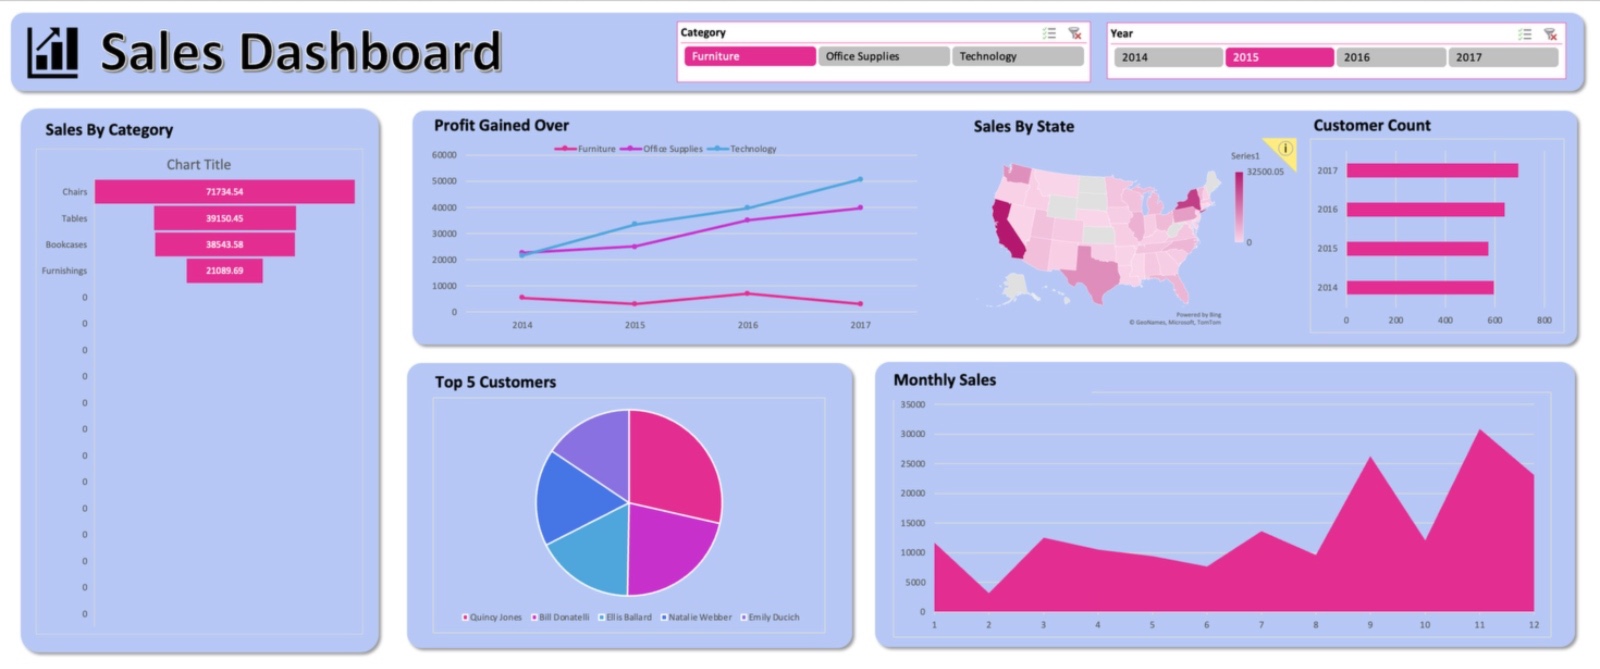 Sales Dashboard
Category
Furniture
Office Supplies
Technology
Year
2014
2015
2016
2017
Sales By Category
Chart Title
Chairs 71734.54
Tables 39150.45
Bookcases 38543.58
Furnishings 21089.69
0
0
0
0
0
0
0
0
0
0
0
0
0
Profit Gained Over
Furniture Office Supplies Technology
60000
50000
40000
30000
20000
10000
0
2014 2015 2016 2017
Sales By State
Series1
32500.05
0
Powered by Bing
© GeoNames, Microsoft, TomTom
Customer Count
2017
2016
2015
2014
0 200 400 600 800
Top 5 Customers
Quincy Jones Bill Donatelli Ellis Ballard Natalie Webber Emily Ducich
Monthly Sales
35000
30000
25000
20000
15000
10000
5000
0
1 2 3 4 5 6 7 8 9 10 11 12